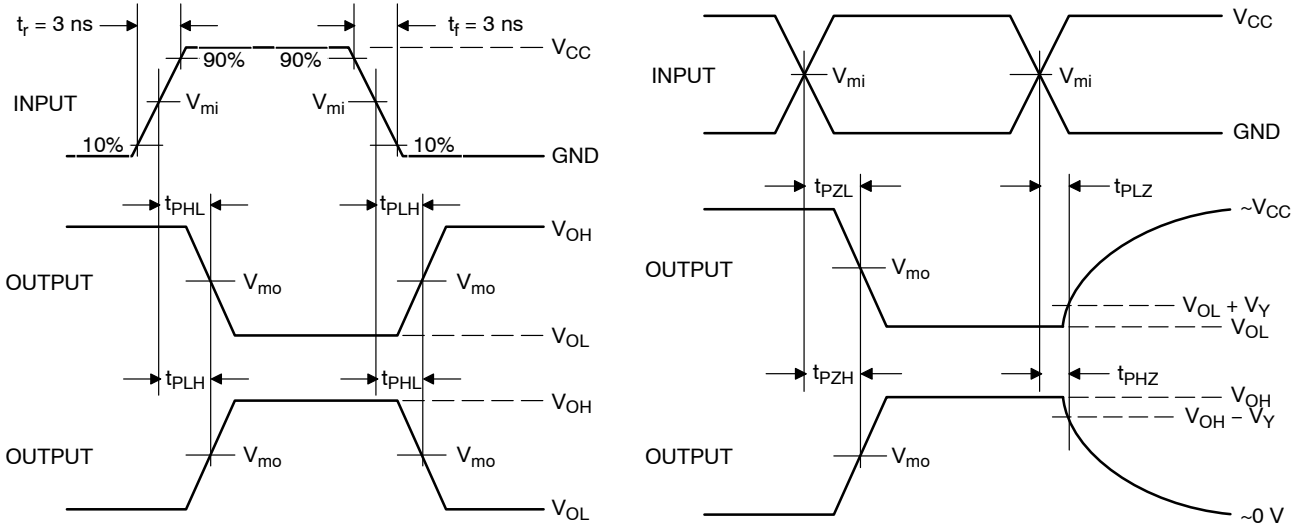 tr = 3 ns
tf = 3 ns
VCC
90%
90%
INPUT
Vmi
Vmi
10%
10%
GND
tPHL
tPLH
VOH
OUTPUT
Vmo
Vmo
VOL
tPLH
tPHL
VOH
OUTPUT
Vmo
Vmo
VOL
VCC
INPUT
Vmi
Vmi
GND
tPZL
tPLZ
~VCC
OUTPUT
Vmo
VOL + VY
VOL
tPZH
tPHZ
VOH
VOH − VY
OUTPUT
Vmo
~0 V